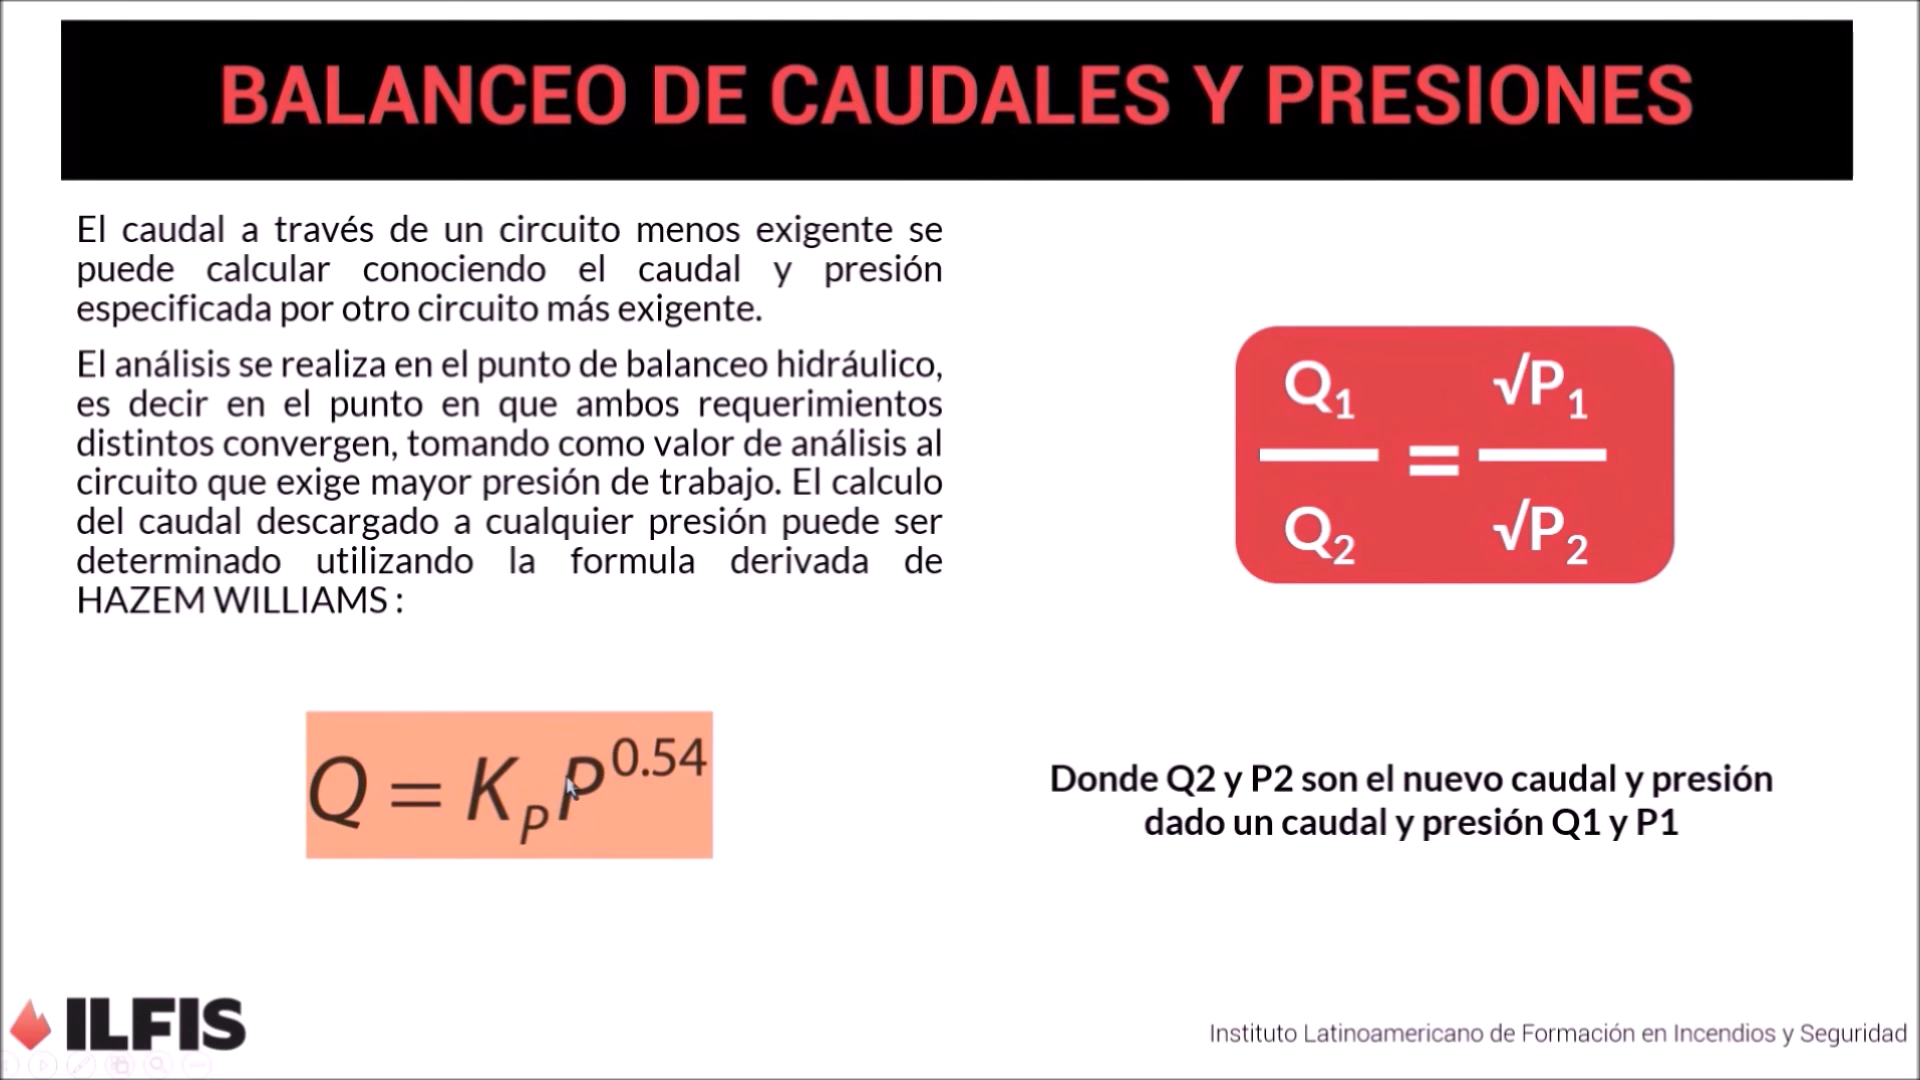 BALANCEO DE CAUDALES Y PRESIONES
El caudal a través de un circuito menos exigente se
puede calcular conociendo el caudal y presión
especificada por otro circuito más exigente.
El análisis se realiza en el punto de balanceo hidráulico,
es decir en el punto en que ambos requerimientos
distintos convergen, tomando como valor de análisis al
circuito que exige mayor presión de trabajo. El calculo
del caudal descargado a cualquier presión puede ser
determinado utilizando la formula derivada de
HAZEM WILLIAMS :
Q = K_P P^0.54
Q₁ √P₁
=
Q₂ √P₂
Donde Q2 y P2 son el nuevo caudal y presión
dado un caudal y presión Q1 y P1
ILFIS
Instituto Latinoamericano de Formación en Incendios y Seguridad